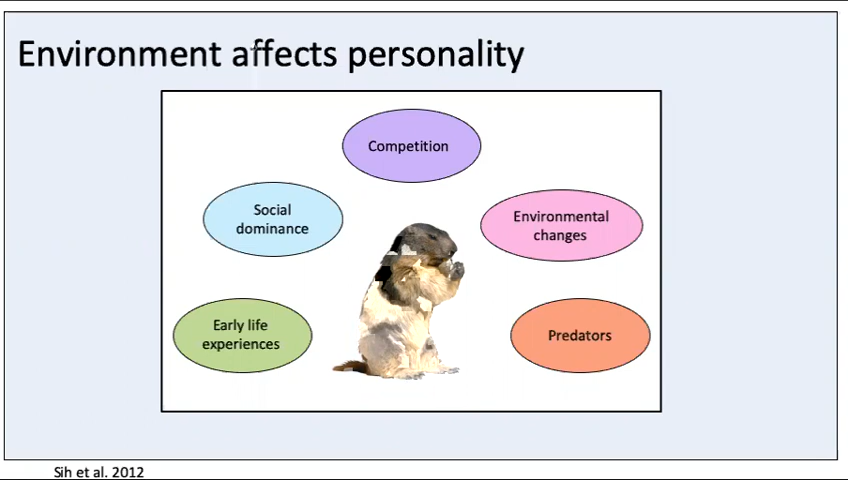 Environment affects personality
Competition
Social
dominance
Environmental
changes
Early life
experiences
Predators
Sih et al. 2012